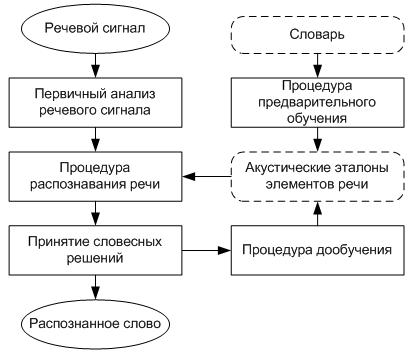 Речевой сигнал
Словарь
Первичный анализ
речевого сигнала
Процедура
предварительного
обучения
Процедура
распознавания речи
Акустические эталоны
элементов речи
Принятие словесных
решений
Процедура дообучения
Распознанное слово